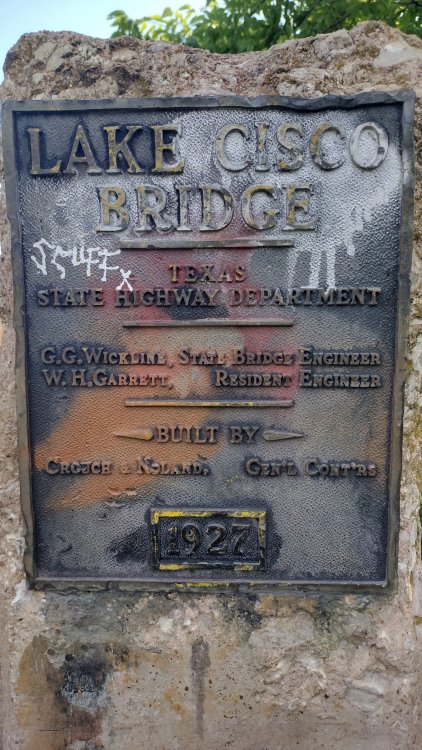 LAKE CISCO
BRIDGE
STUFF X
TEXAS
STATE HIGHWAY DEPARTMENT
G.G. WICKLINE, STATE BRIDGE ENGINEER
W.H. GARRETT, RESIDENT ENGINEER
BUILT BY
CROUCH & NOLAND, GEN'L CONT'RS
1927